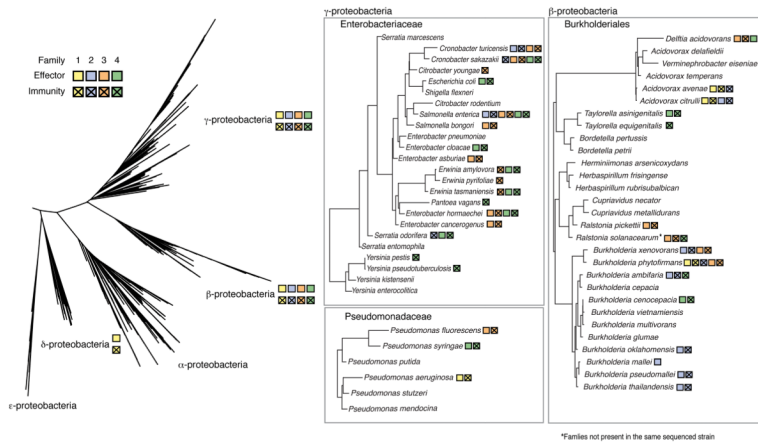 Family 1 2 3 4
Effector
Immunity
γ-proteobacteria
β-proteobacteria
δ-proteobacteria
α-proteobacteria
ε-proteobacteria
γ-proteobacteria
Enterobacteriaceae
Serratia marcescens
Cronobacter turicensis
Cronobacter sakazakii
Citrobacter youngae
Escherichia coli
Shigella flexneri
Citrobacter rodentium
Salmonella enterica
Salmonella bongori
Enterobacter pneumoniae
Enterobacter cloacae
Enterobacter asburiae
Erwinia amylovora
Erwinia pyrifoliae
Erwinia tasmaniensis
Pantoea vagans
Enterobacter hormaechei
Enterobacter cancerogenus
Serratia odorifera
Serratia entomophila
Yersinia pestis
Yersinia pseudotuberculosis
Yersinia kistensenii
Yersinia enterocolitica
Pseudomonadaceae
Pseudomonas fluorescens
Pseudomonas syringae
Pseudomonas putida
Pseudomonas aeruginosa
Pseudomonas stutzeri
Pseudomonas mendocina
β-proteobacteria
Burkholderiales
Delftia acidovorans
Acidovorax delafieldii
Verminephrobacter eiseniae
Acidovorax temperans
Acidovorax avenae
Acidovorax citrulli
Taylorella asinigenitalis
Taylorella equigenitalis
Bordetella pertussis
Bordetella petrii
Herminiimonas arsenicoxydans
Herbaspirillum frisingense
Herbaspirillum rubrisubalbican
Cupriavidus necator
Cupriavidus metallidurans
Ralstonia pickettii
Ralstonia solanacearum*
Burkholderia xenovorans
Burkholderia phytofirmans
Burkholderia ambifaria
Burkholderia cepacia
Burkholderia cenocepacia
Burkholderia vietnamiensis
Burkholderia multivorans
Burkholderia glumae
Burkholderia oklahomensis
Burkholderia mallei
Burkholderia pseudomallei
Burkholderia thailandensis
*Families not present in the same sequenced strain